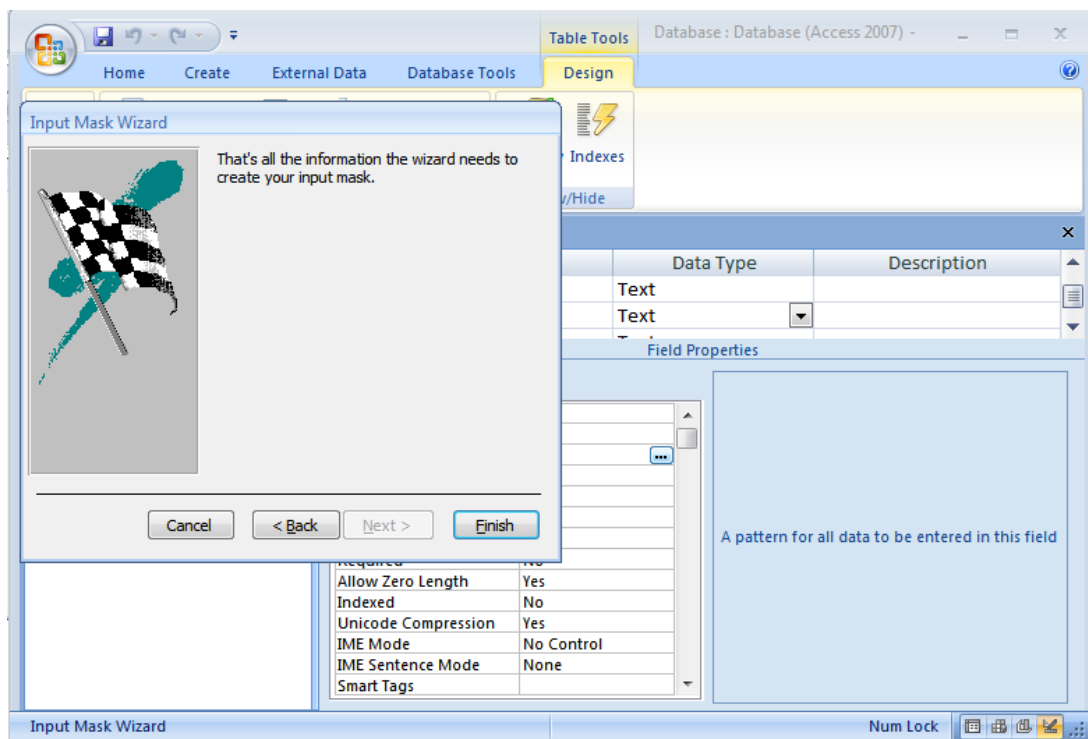 Table Tools
Database : Database (Access 2007) -
Home Create External Data Database Tools Design
Input Mask Wizard
That's all the information the wizard needs to
create your input mask.
Indexes
w/Hide
Data Type Description
Text
Text
Field Properties
Cancel < Back Next > Finish
A pattern for all data to be entered in this field
Required No
Allow Zero Length Yes
Indexed No
Unicode Compression Yes
IME Mode No Control
IME Sentence Mode None
Smart Tags
Input Mask Wizard Num Lock